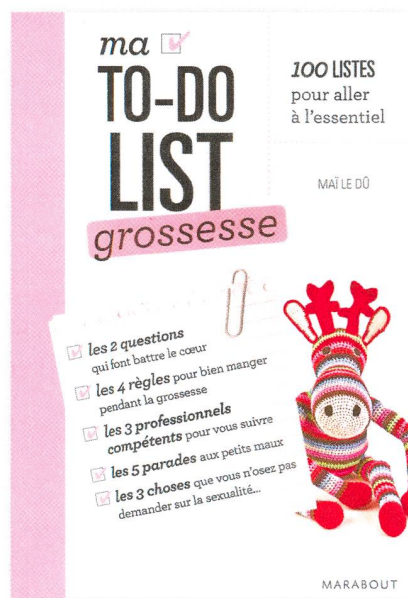 ma
TO-DO
LIST
grossesse
100 LISTES
pour aller
à l'essentiel
MAÏ LE DÛ
les 2 questions
qui font battre le cœur
les 4 règles pour bien manger
pendant la grossesse
les 3 professionnels
compétents pour vous suivre
les 5 parades aux petits maux
les 3 choses que vous n'osez pas
demander sur la sexualité...
MARABOUT